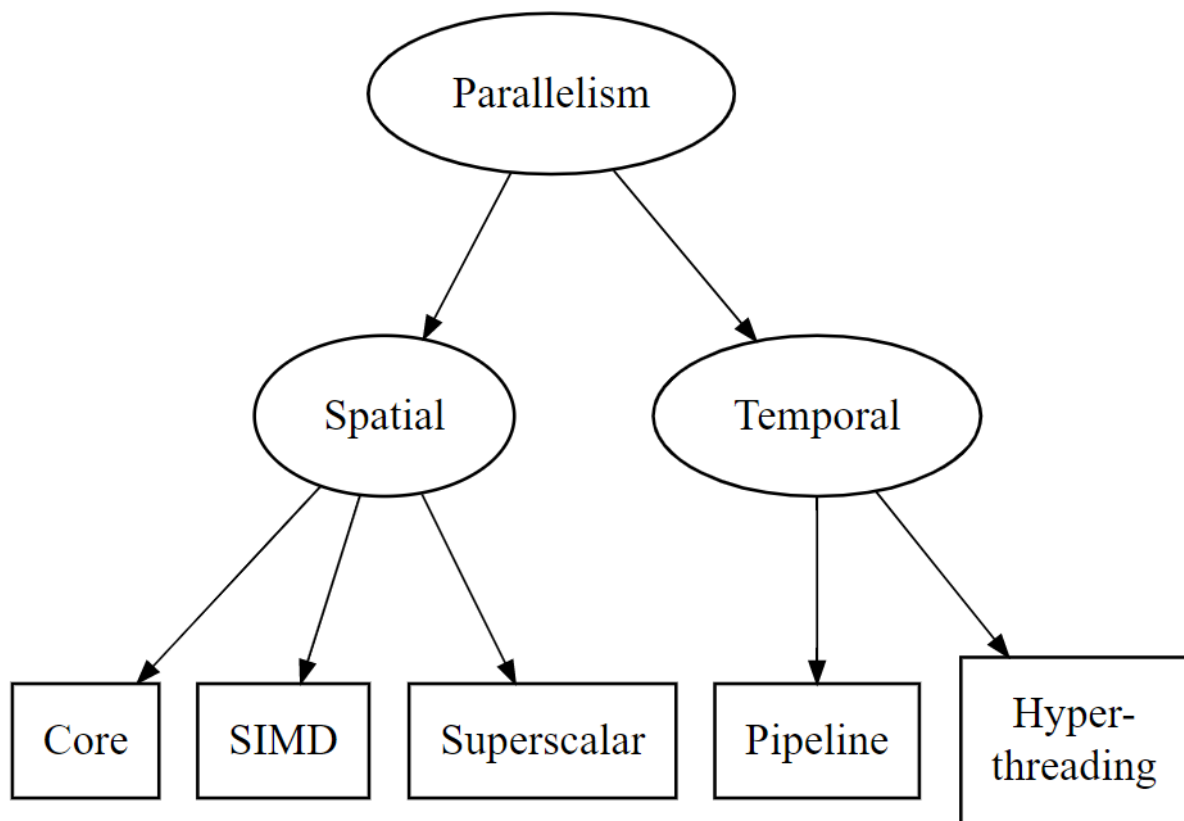 Parallelism
Spatial
Temporal
Core
SIMD
Superscalar
Pipeline
Hyper-
threading